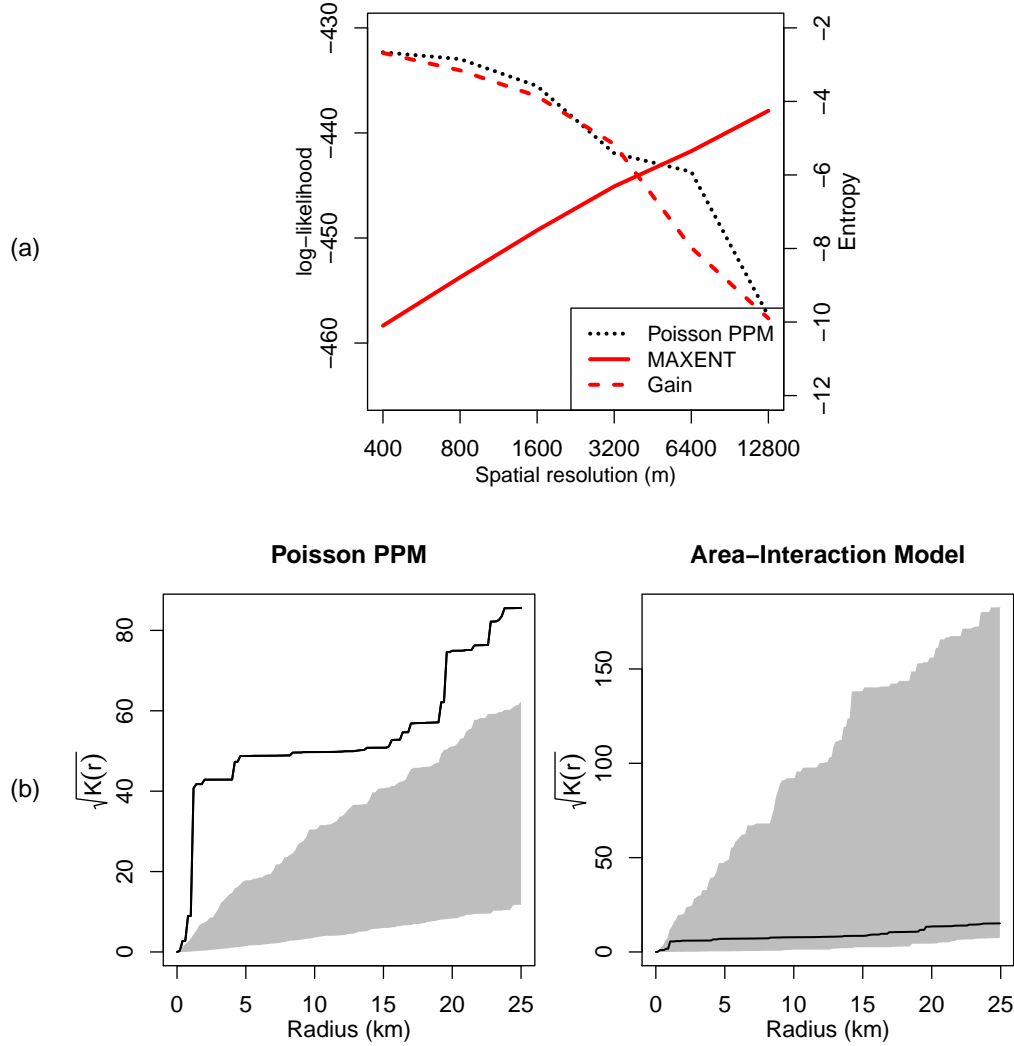 (a)
log−likelihood
−430
−440
−450
−460
Entropy
−2
−4
−6
−8
−10
−12
Poisson PPM
MAXENT
Gain
400 800 1600 3200 6400 12800
Spatial resolution (m)
(b)
Poisson PPM
√K(r)
80
60
40
20
0
0 5 10 15 20 25
Radius (km)
Area−Interaction Model
√K(r)
150
100
50
0
0 5 10 15 20 25
Radius (km)